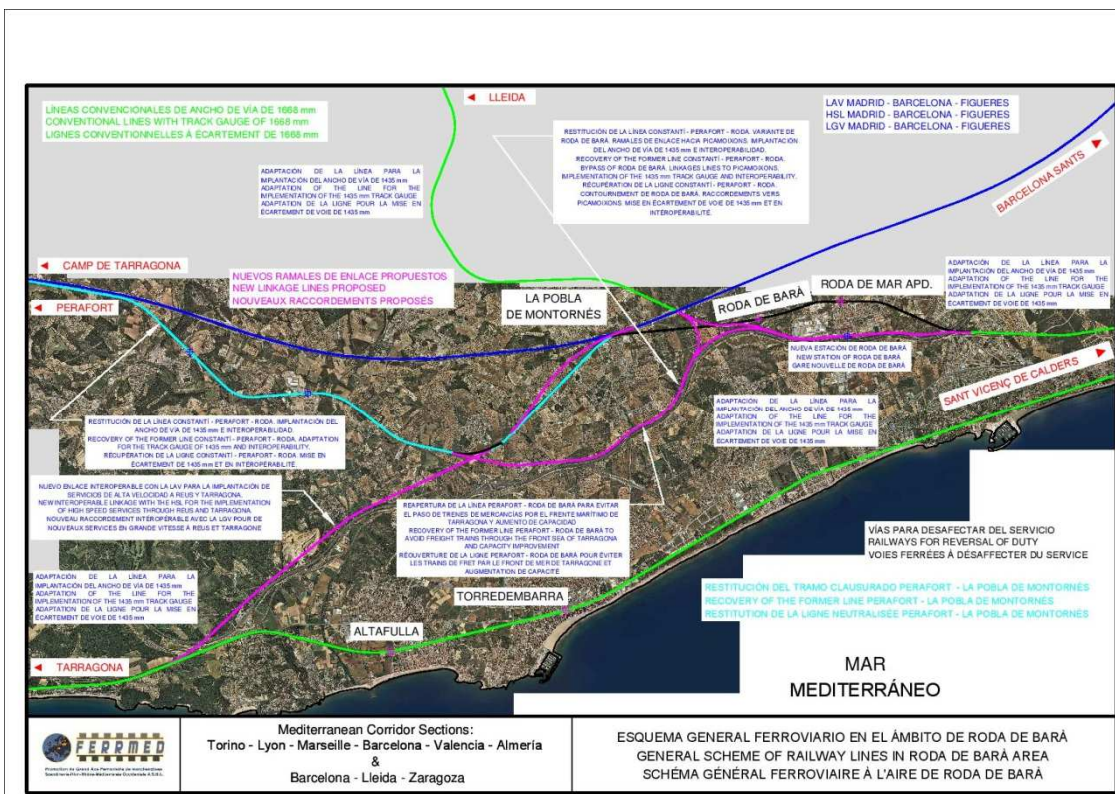 LÍNEAS CONVENCIONALES DE ANCHO DE VÍA DE 1668 mm
CONVENTIONAL LINES WITH TRACK GAUGE OF 1668 mm
LIGNES CONVENTIONNELLES À ÉCARTEMENT DE 1668 mm
LLEIDA
LAV MADRID - BARCELONA - FIGUERES
HSL MADRID - BARCELONA - FIGUERES
LGV MADRID - BARCELONA - FIGUERES
RESTITUCIÓN DE LA LÍNEA CONSTANTÍ - PERAFORT - RODA. VARIANTE DE
RODA DE BARÁ. RAMALES DE ENLACE HACIA PICAMOIXONS. IMPLANTACIÓN
DEL ANCHO DE VÍA DE 1435 mm E INTEROPERABILIDAD.
RECOVERY OF THE FORMER LINE CONSTANTÍ - PERAFORT - RODA.
BYPASS OF RODA DE BARÀ. LINKAGES LINES TO PICAMOIXONS.
IMPLEMENTATION OF THE 1435 mm TRACK GAUGE AND INTEROPERABILITY.
RÉCUPÉRATION DE LA LIGNE CONSTANTÍ - PERAFORT - RODA.
CONTOURNEMENT DE RODA DE BARÀ. RACCORDEMENTS VERS
PICAMOIXONS. MISE EN ÉCARTEMENT DE VOIE DE 1435 mm ET EN
INTÉROPÉRABILITÉ.
ADAPTACIÓN DE LA LÍNEA PARA LA
IMPLANTACIÓN DEL ANCHO DE VÍA DE 1435 mm
ADAPTATION OF THE LINE FOR THE
IMPLEMENTATION OF THE 1435 mm TRACK GAUGE
ADAPTATION DE LA LIGNE POUR LA MISE EN
ÉCARTEMENT DE VOIE DE 1435 mm
BARCELONA SANTS
CAMP DE TARRAGONA
PERAFORT
NUEVOS RAMALES DE ENLACE PROPUESTOS
NEW LINKAGE LINES PROPOSED
NOUVEAUX RACCORDEMENTS PROPOSÉS
LA POBLA
DE MONTORNÉS
RODA DE BARÁ
RODA DE MAR APD.
ADAPTACIÓN DE LA LÍNEA PARA LA
IMPLANTACIÓN DEL ANCHO DE VÍA DE 1435 mm
ADAPTATION OF THE LINE FOR THE
IMPLEMENTATION OF THE 1435 mm TRACK GAUGE
ADAPTATION DE LA LIGNE POUR LA MISE EN
ÉCARTEMENT DE VOIE DE 1435 mm
NUEVA ESTACIÓN DE RODA DE BARÁ
NEW STATION OF RODA DE BARÀ
GARE NOUVELLE DE RODA DE BARÀ
SANT VICENÇ DE CALDERS
ADAPTACIÓN DE LA LÍNEA PARA LA
IMPLANTACIÓN DEL ANCHO DE VÍA DE 1435 mm
ADAPTATION OF THE LINE FOR THE
IMPLEMENTATION OF THE 1435 mm TRACK GAUGE
ADAPTATION DE LA LIGNE POUR LA MISE EN
ÉCARTEMENT DE VOIE DE 1435 mm
RESTITUCIÓN DE LA LÍNEA CONSTANTÍ - PERAFORT - RODA. IMPLANTACIÓN DEL
ANCHO DE VÍA DE 1435 mm E INTEROPERABILIDAD.
RECOVERY OF THE FORMER LINE CONSTANTÍ - PERAFORT - RODA. ADAPTATION
FOR THE TRACK GAUGE OF 1435 mm AND INTEROPERABILITY.
RÉCUPÉRATION DE LA LIGNE CONSTANTÍ - PERAFORT - RODA. MISE EN
ÉCARTEMENT DE 1435 mm ET EN INTÉROPÉRABILITÉ.
NUEVO ENLACE INTEROPERABLE CON LA LAV PARA LA IMPLANTACIÓN DE
SERVICIOS DE ALTA VELOCIDAD A REUS Y TARRAGONA.
NEW INTEROPERABLE LINKAGE WITH THE HSL FOR THE IMPLEMENTATION
OF HIGH SPEED SERVICES THROUGH REUS AND TARRAGONA.
NOUVEAU RACCORDEMENT INTÉROPÉRABLE AVEC LA LGV POUR DE
NOUVEAUX SERVICES EN GRANDE VITESSE À REUS ET TARRAGONE
REAPERTURA DE LA LÍNEA PERAFORT - RODA DE BARÁ PARA EVITAR
EL PASO DE TRENES DE MERCANCÍAS POR EL FRENTE MARÍTIMO DE
TARRAGONA Y AUMENTO DE CAPACIDAD
RECOVERY OF THE FORMER LINE PERAFORT - RODA DE BARÀ TO
AVOID FREIGHT TRAINS THROUGH THE FRONT SEA OF TARRAGONA
AND CAPACITY IMPROVEMENT
RÉOUVERTURE DE LA LIGNE PERAFORT - RODA DE BARÀ POUR ÉVITER
LES TRAINS DE FRET PAR LE FRONT DE MER DE TARRAGONE ET
AUGMENTATION DE CAPACITÉ
VÍAS PARA DESAFECTAR DEL SERVICIO
RAILWAYS FOR REVERSAL OF DUTY
VOIES FERRÉES À DÉSAFFECTER DU SERVICE
ADAPTACIÓN DE LA LÍNEA PARA LA
IMPLANTACIÓN DEL ANCHO DE VÍA DE 1435 mm
ADAPTATION OF THE LINE FOR THE
IMPLEMENTATION OF THE 1435 mm TRACK GAUGE
ADAPTATION DE LA LIGNE POUR LA MISE EN
ÉCARTEMENT DE VOIE DE 1435 mm
RESTITUCIÓN DEL TRAMO CLAUSURADO PERAFORT - LA POBLA DE MONTORNÉS
RECOVERY OF THE FORMER LINE PERAFORT - LA POBLA DE MONTORNÉS
RESTITUTION DE LA LIGNE NEUTRALISÉE PERAFORT - LA POBLA DE MONTORNÉS
TORREDEMBARRA
ALTAFULLA
TARRAGONA
MAR
MEDITERRÁNEO
FERRMED
Mediterranean Corridor Sections:
Torino - Lyon - Marseille - Barcelona - Valencia - Almería
&
Barcelona - Lleida - Zaragoza
ESQUEMA GENERAL FERROVIARIO EN EL ÁMBITO DE RODA DE BARÁ
GENERAL SCHEME OF RAILWAY LINES IN RODA DE BARÀ AREA
SCHÉMA GÉNÉRAL FERROVIAIRE À L'AIRE DE RODA DE BARÀ